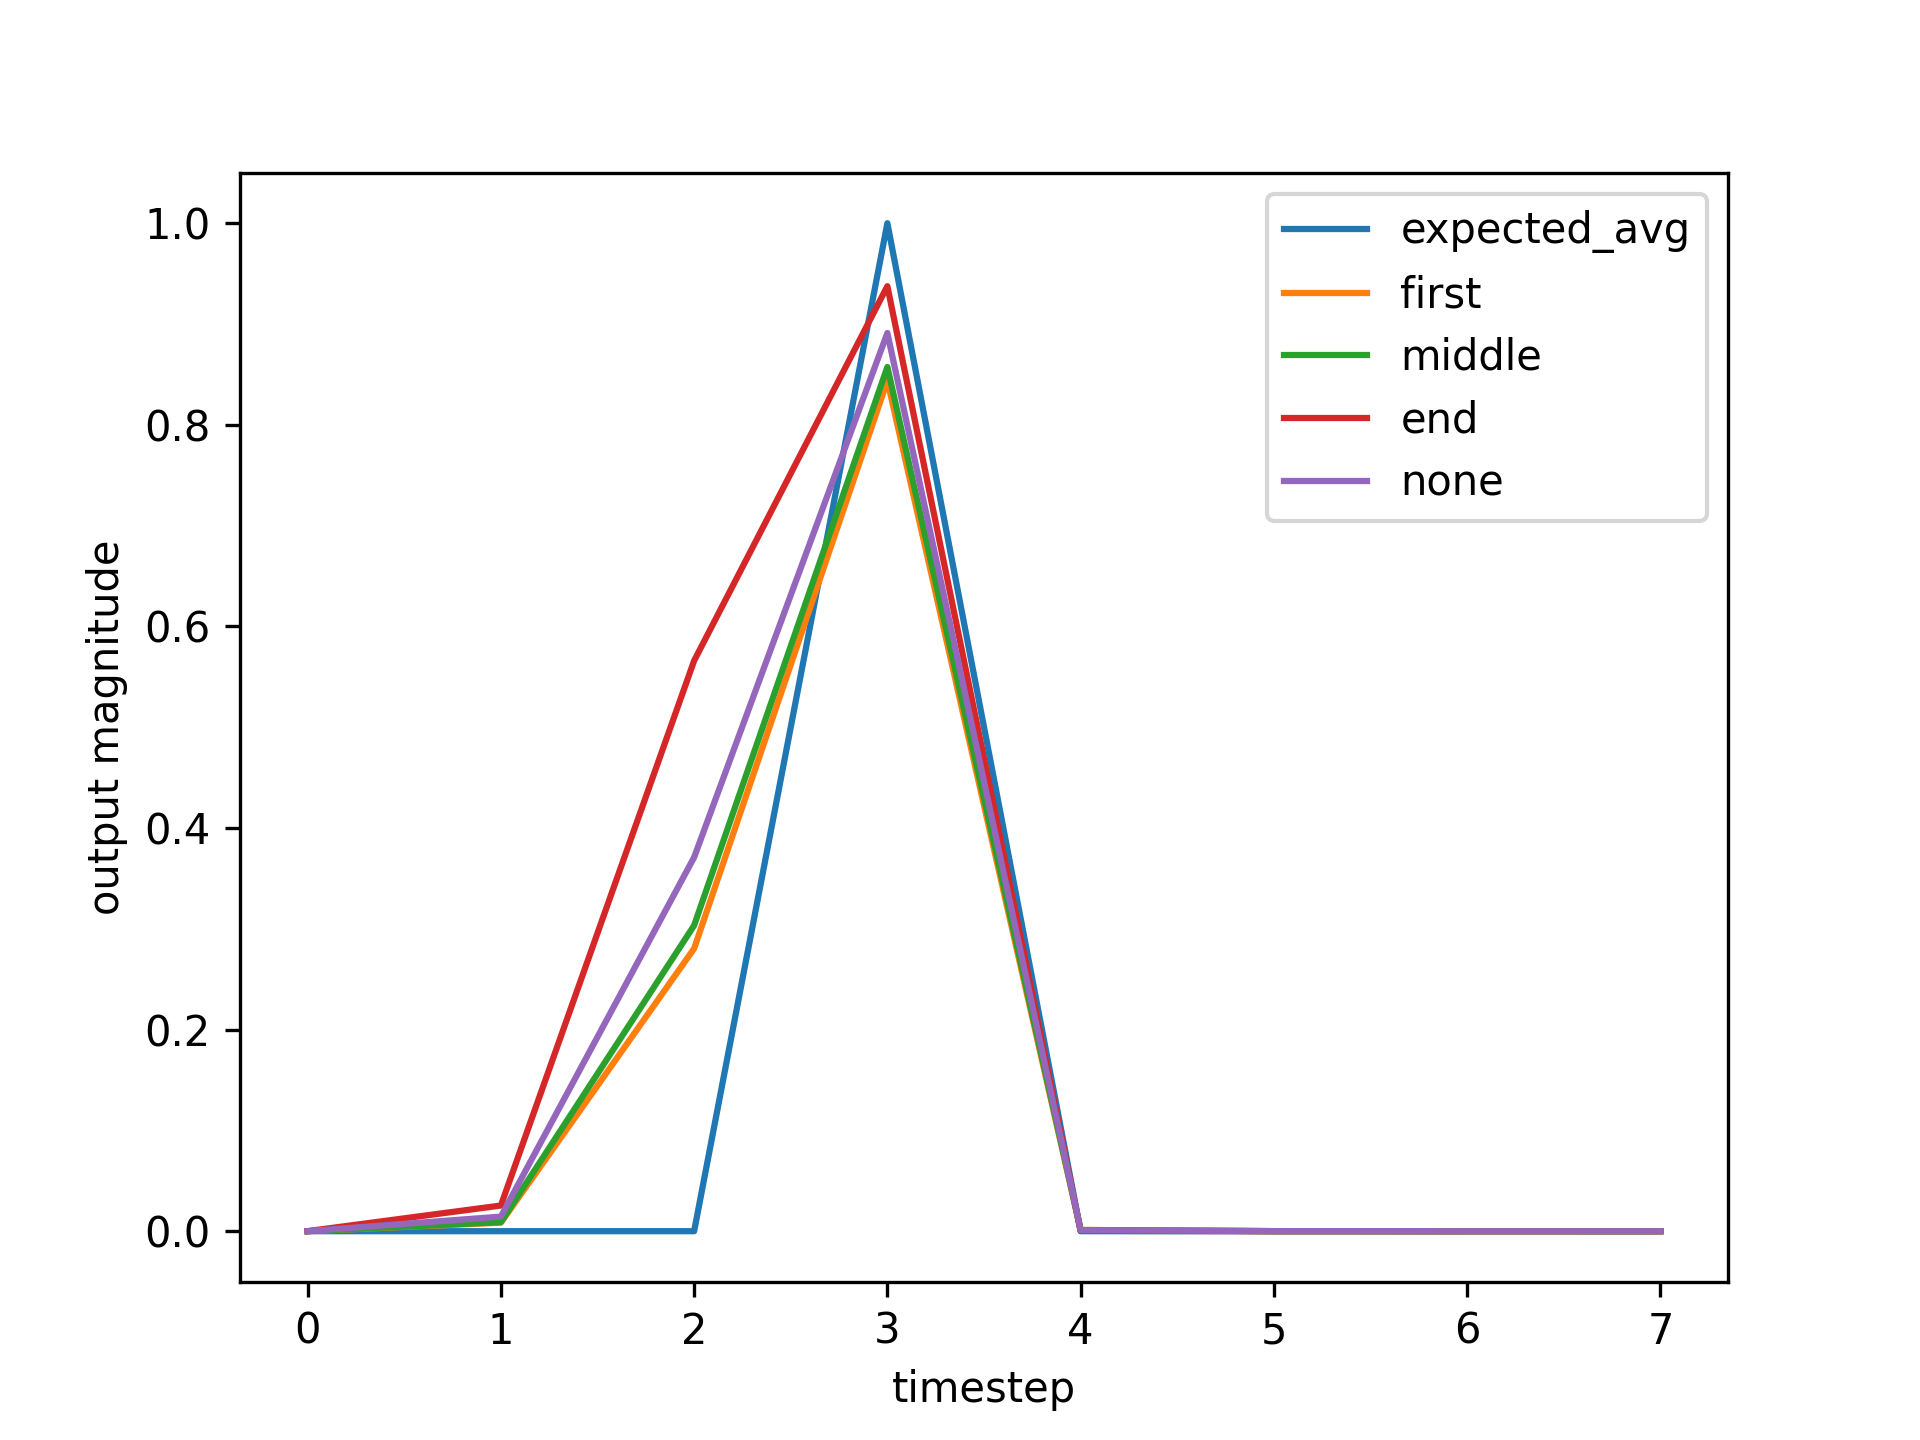 expected_avg
first
middle
end
none
1.0
0.8
0.6
0.4
0.2
0.0
output magnitude
0 1 2 3 4 5 6 7
timestep